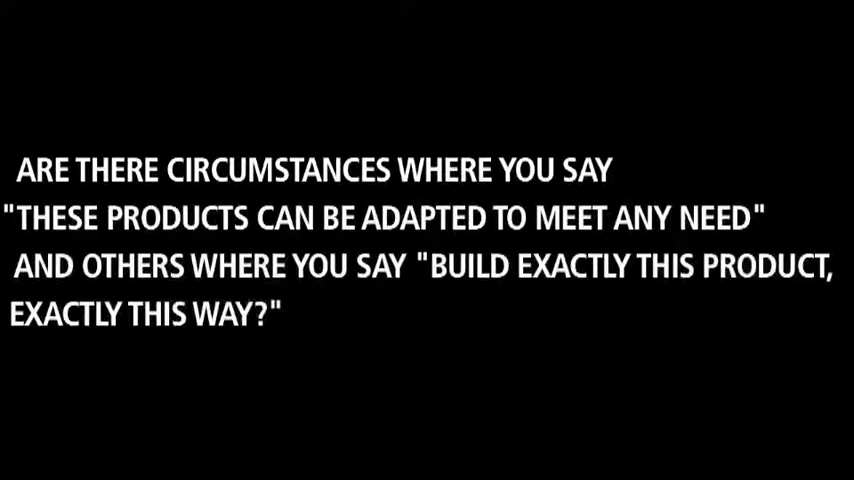 ARE THERE CIRCUMSTANCES WHERE YOU SAY
"THESE PRODUCTS CAN BE ADAPTED TO MEET ANY NEED"
AND OTHERS WHERE YOU SAY "BUILD EXACTLY THIS PRODUCT,
EXACTLY THIS WAY?"